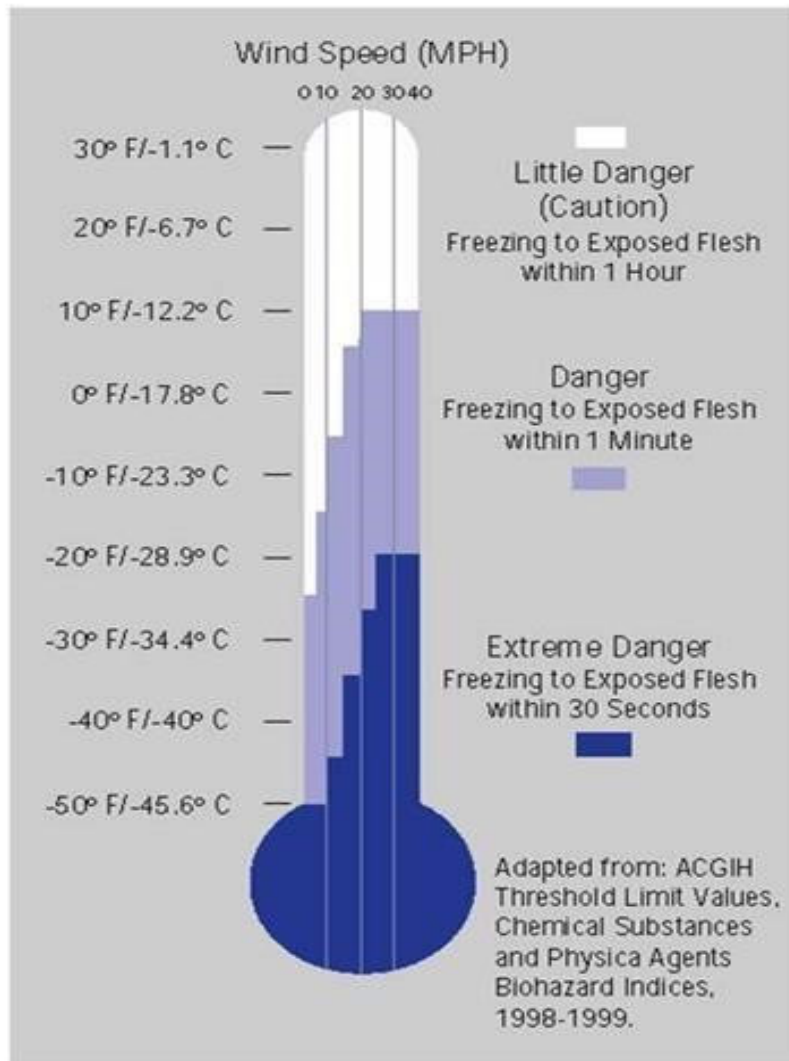 Wind Speed (MPH)
0 10 20 30 40
30° F/-1.1° C
20° F/-6.7° C
10° F/-12.2° C
0° F/-17.8° C
-10° F/-23.3° C
-20° F/-28.9° C
-30° F/-34.4° C
-40° F/-40° C
-50° F/-45.6° C
Little Danger
(Caution)
Freezing to Exposed Flesh
within 1 Hour
Danger
Freezing to Exposed Flesh
within 1 Minute
Extreme Danger
Freezing to Exposed Flesh
within 30 Seconds
Adapted from: ACGIH
Threshold Limit Values,
Chemical Substances
and Physica Agents
Biohazard Indices,
1998-1999.